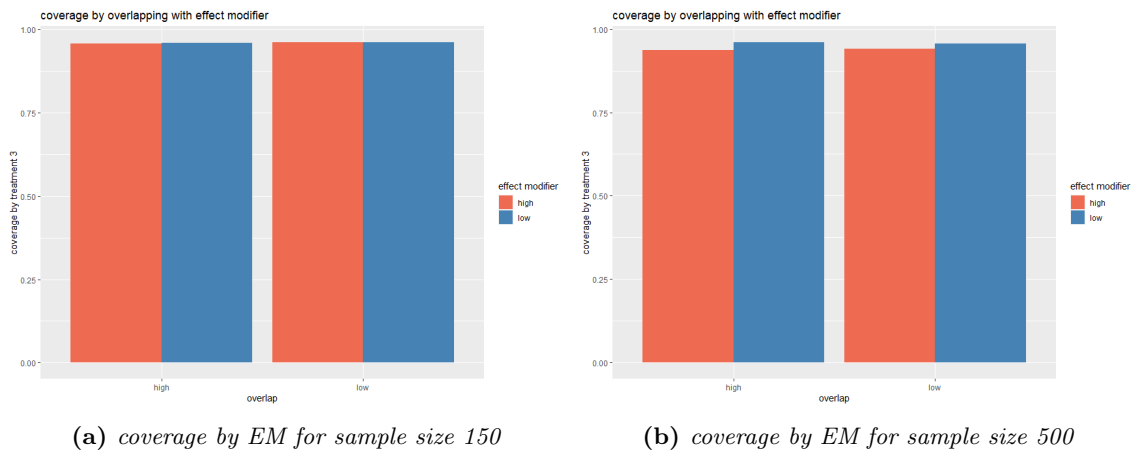 coverage by overlapping with effect modifier
1.00
0.75
0.50
0.25
0.00
coverage by treatment 3
high
low
overlap
effect modifier
high
low
(a) coverage by EM for sample size 150
coverage by overlapping with effect modifier
1.00
0.75
0.50
0.25
0.00
coverage by treatment 3
high
low
overlap
effect modifier
high
low
(b) coverage by EM for sample size 500